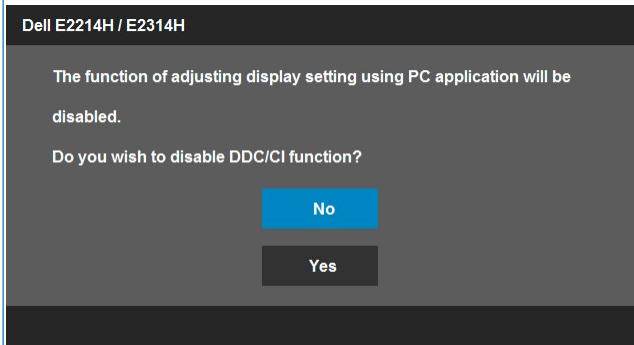 Dell E2214H / E2314H
The function of adjusting display setting using PC application will be
disabled.
Do you wish to disable DDC/CI function?
No
Yes